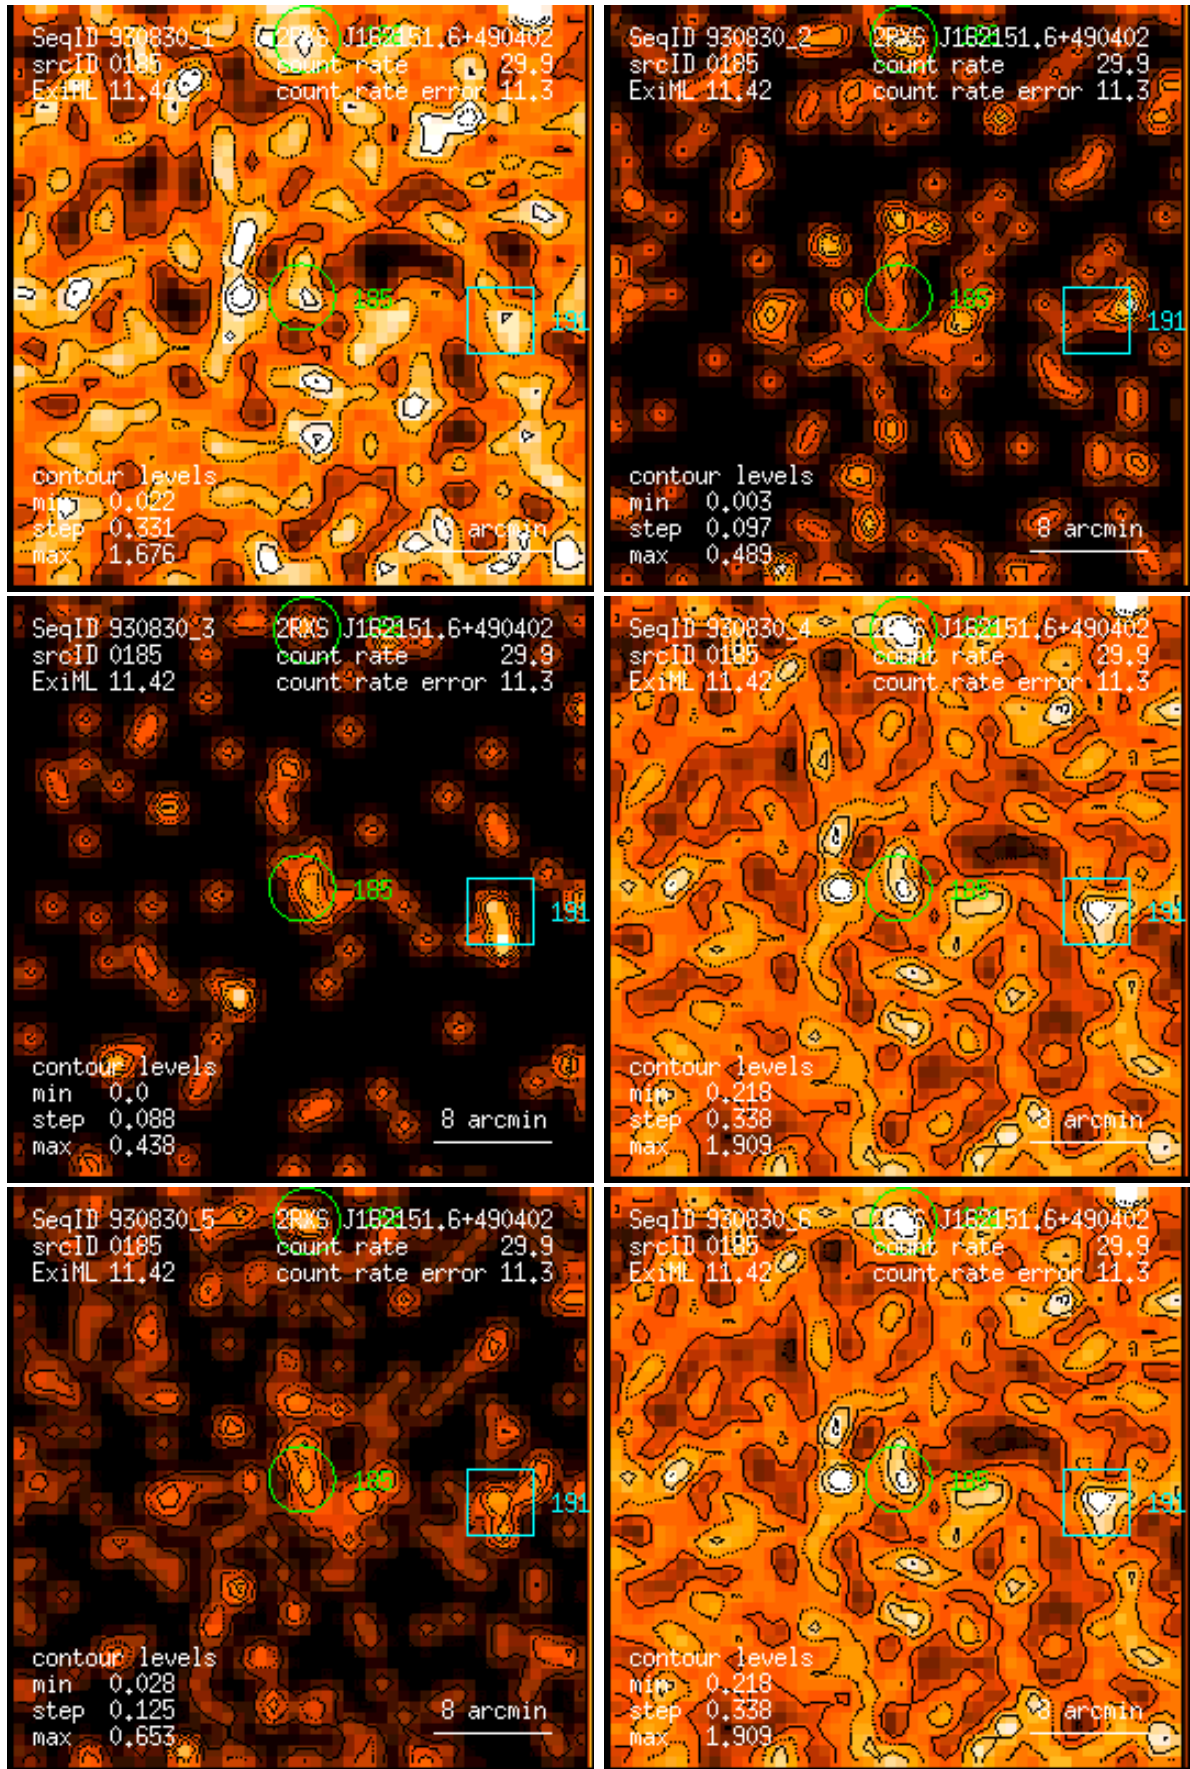 SeqID 930830_1 2RXS J162151.6+490402
srcID 0185 count rate 29.9
ExiML 11.42 count rate error 11.3
185
191
contour levels
min 0.022
step 0.331
max 1.676
8 arcmin
SeqID 930830_2 2RXS J162151.6+490402
srcID 0185 count rate 29.9
ExiML 11.42 count rate error 11.3
185
191
contour levels
min 0.003
step 0.097
max 0.489
8 arcmin
SeqID 930830_3 2RXS J162151.6+490402
srcID 0185 count rate 29.9
ExiML 11.42 count rate error 11.3
185
191
contour levels
min 0.0
step 0.088
max 0.438
8 arcmin
SeqID 930830_4 2RXS J162151.6+490402
srcID 0185 count rate 29.9
ExiML 11.42 count rate error 11.3
185
191
contour levels
min 0.218
step 0.338
max 1.909
8 arcmin
SeqID 930830_5 2RXS J162151.6+490402
srcID 0185 count rate 29.9
ExiML 11.42 count rate error 11.3
185
191
contour levels
min 0.028
step 0.125
max 0.653
8 arcmin
SeqID 930830_6 2RXS J162151.6+490402
srcID 0185 count rate 29.9
ExiML 11.42 count rate error 11.3
185
191
contour levels
min 0.218
step 0.338
max 1.909
8 arcmin